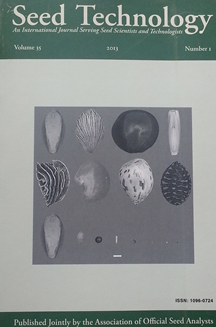 Seed Technology
An International Journal Serving Seed Scientists and Technologists
Volume 35 2013 Number 1
ISSN: 1096-0724
Published Jointly by the Association of Official Seed Analysts